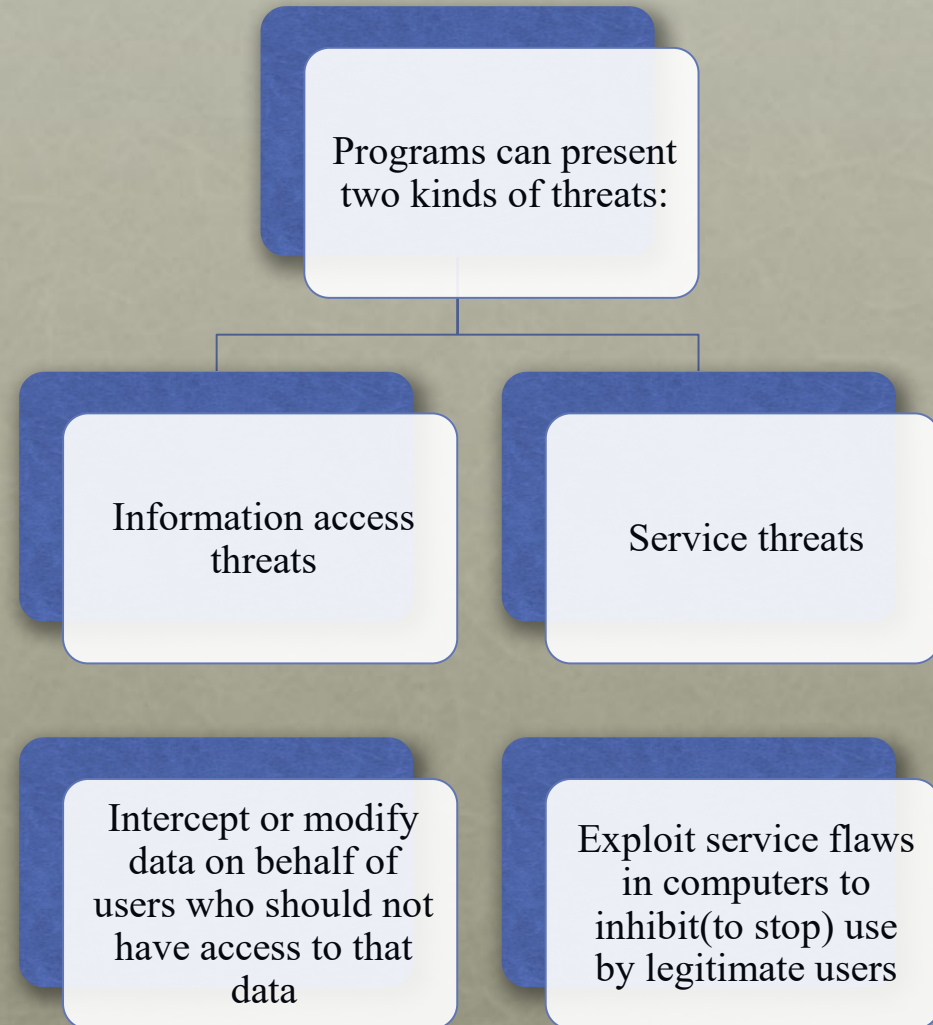 Programs can present
two kinds of threats:
Information access
threats
Service threats
Intercept or modify
data on behalf of
users who should not
have access to that
data
Exploit service flaws
in computers to
inhibit(to stop) use
by legitimate users